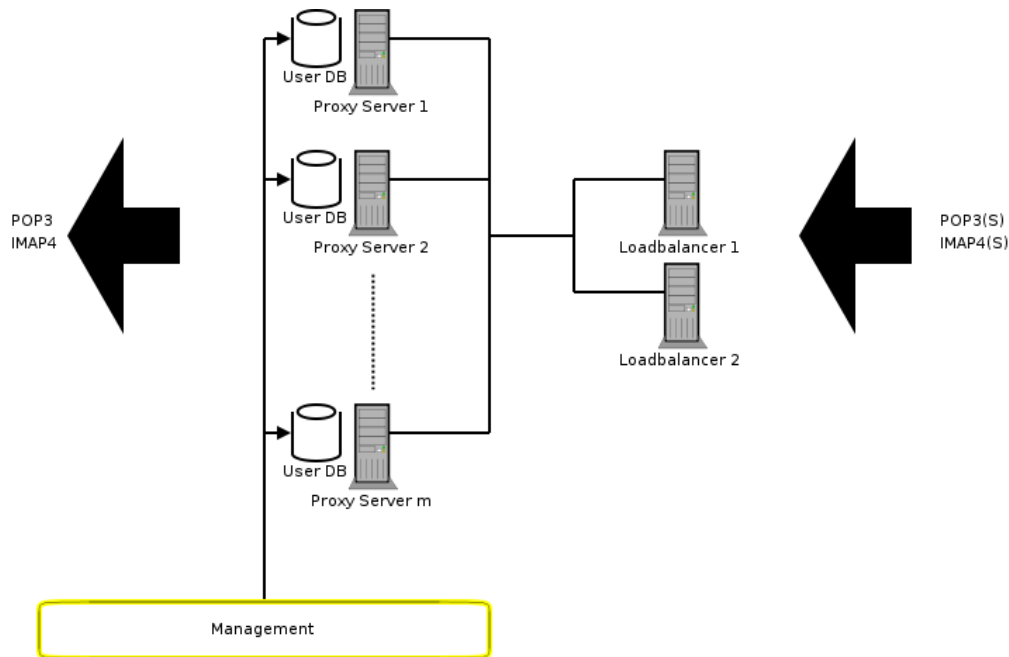 User DB
Proxy Server 1
User DB
Proxy Server 2
POP3
IMAP4
Loadbalancer 1
POP3(S)
IMAP4(S)
Loadbalancer 2
User DB
Proxy Server m
Management